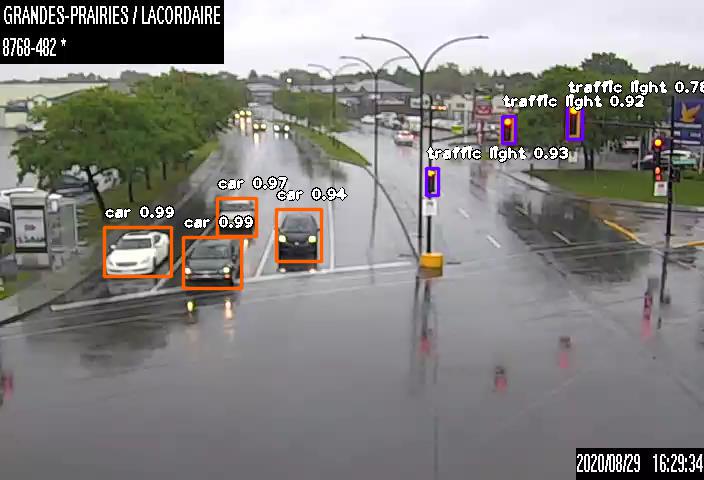 GRANDES-PRAIRIES / LACORDAIRE
8768-482 *
traffic light 0.78
traffic light 0.92
traffic light 0.93
car 0.97
car 0.94
car 0.99
car 0.99
2020/08/29 16:29:34